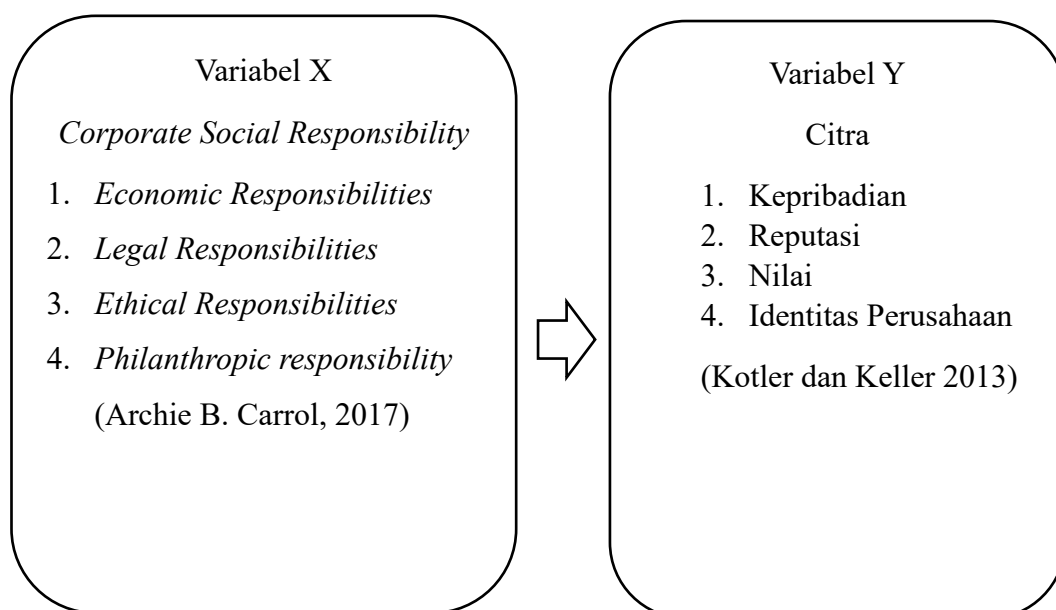 Variabel X
Corporate Social Responsibility
1. Economic Responsibilities
2. Legal Responsibilities
3. Ethical Responsibilities
4. Philanthropic responsibility
(Archie B. Carrol, 2017)
Variabel Y
Citra
1. Kepribadian
2. Reputasi
3. Nilai
4. Identitas Perusahaan
(Kotler dan Keller 2013)